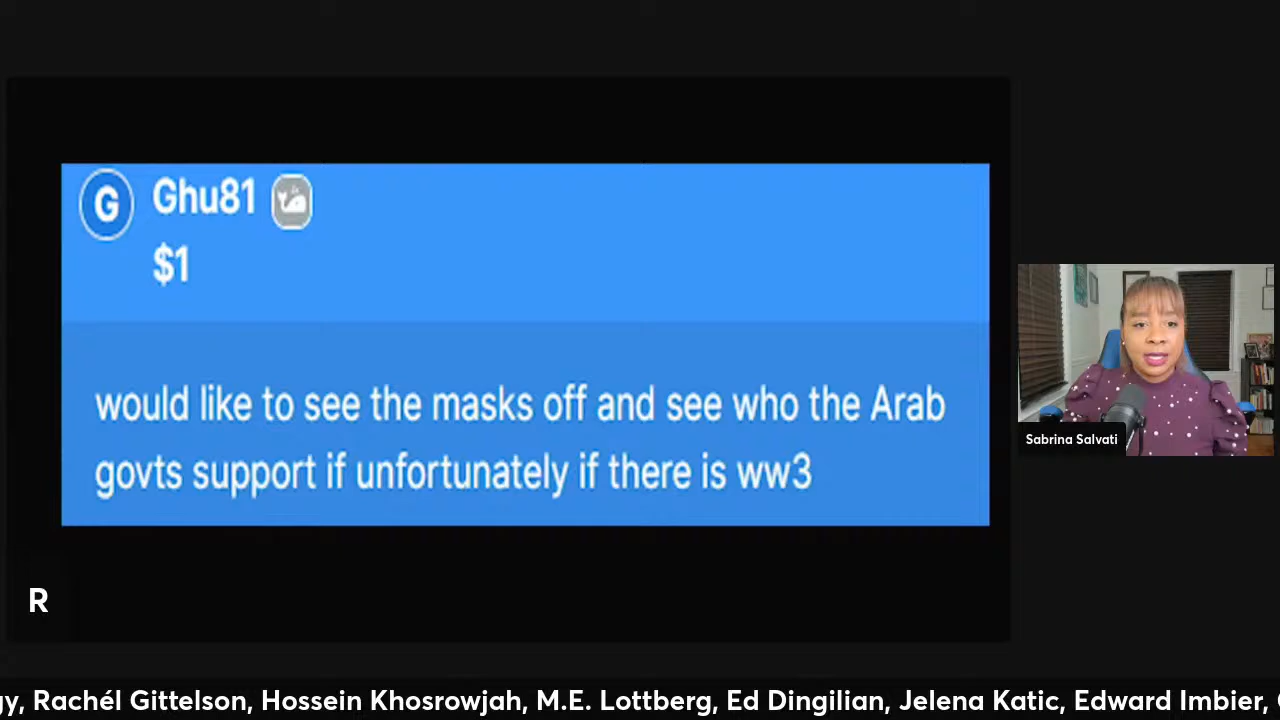 G
Ghu81
$1
would like to see the masks off and see who the Arab
govts support if unfortunately if there is ww3
Sabrina Salvati
R
gy, Rachél Gittelson, Hossein Khosrowjah, M.E. Lottberg, Ed Dingilian, Jelena Katic, Edward Imbier,